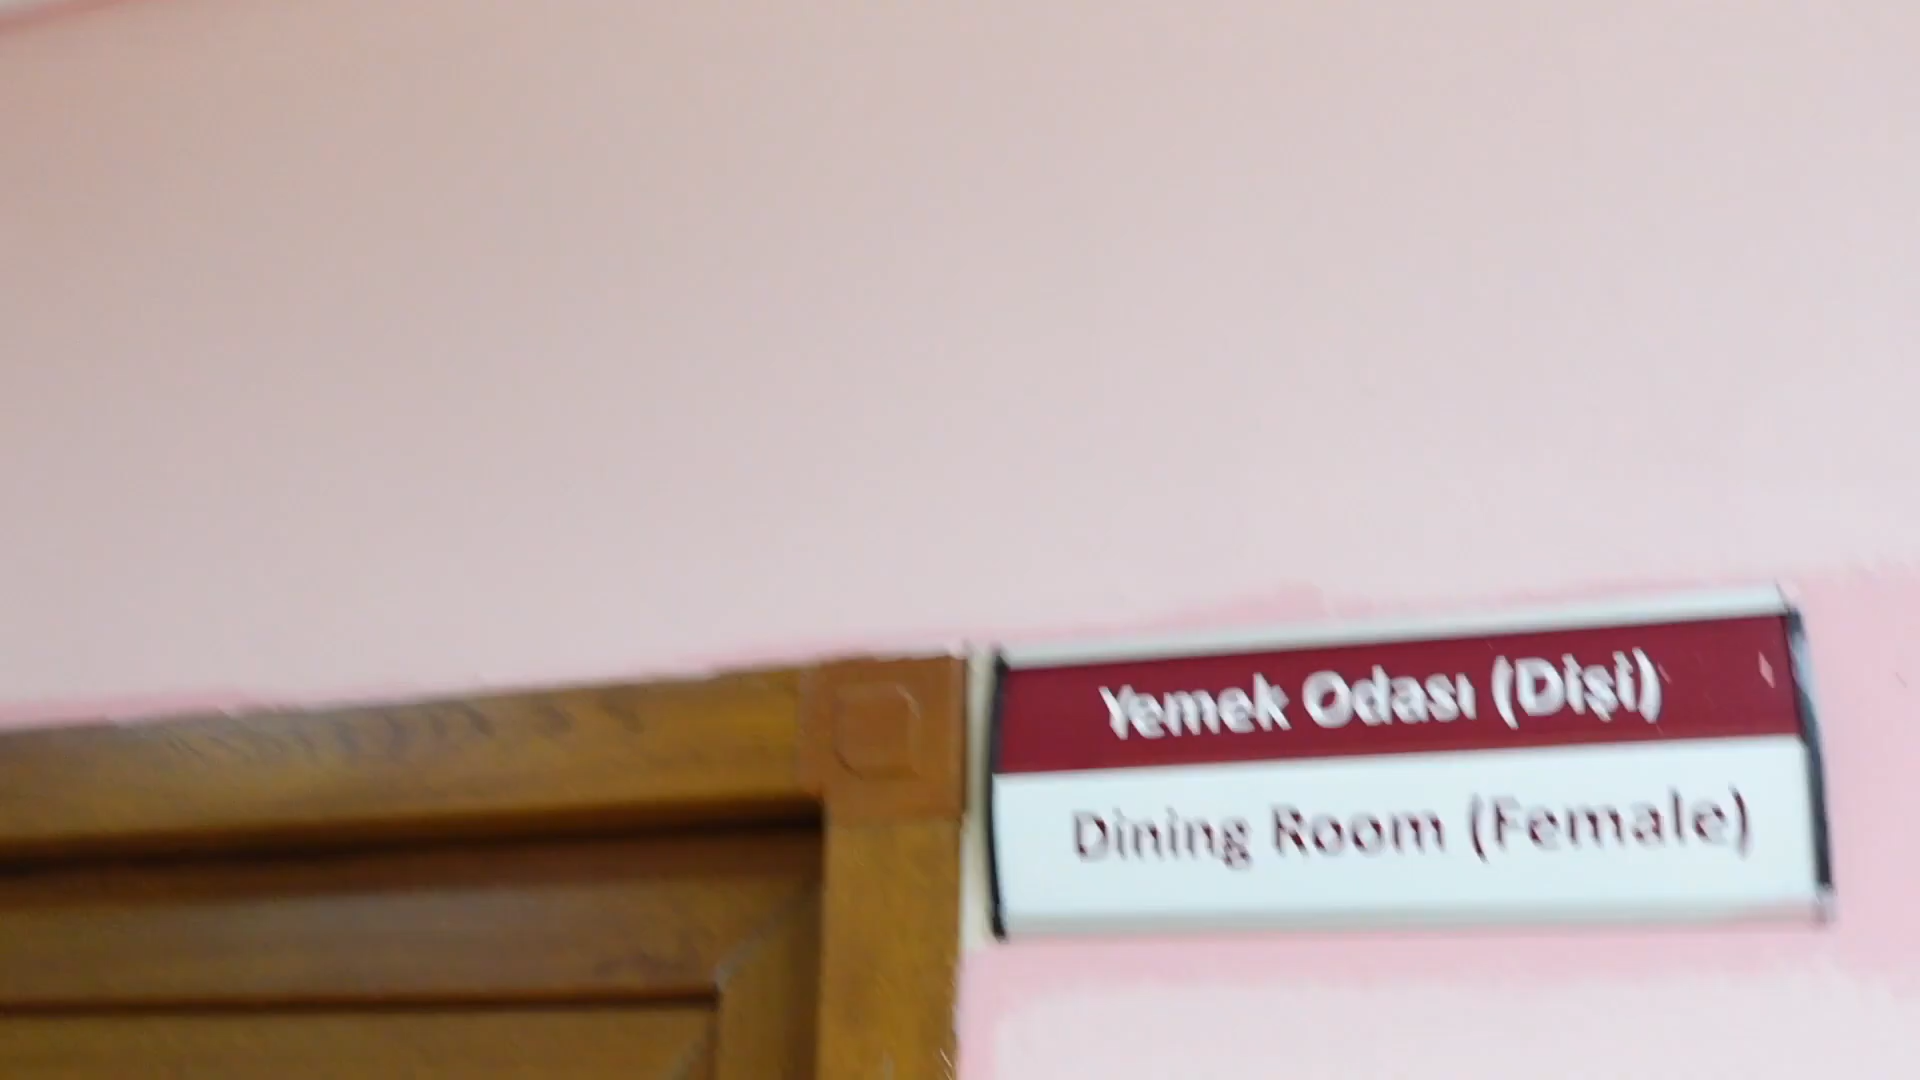 Yemek Odası (Dişi)
Dining Room (Female)